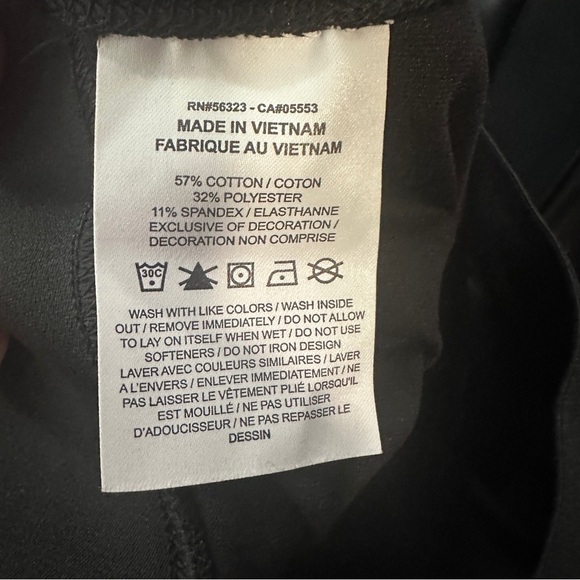 RN#56323 - CA#05553
MADE IN VIETNAM
FABRIQUE AU VIETNAM
57% COTTON / COTON
32% POLYESTER
11% SPANDEX / ELASTHANNE
EXCLUSIVE OF DECORATION /
DECORATION NON COMPRISE
30C
WASH WITH LIKE COLORS / WASH INSIDE
OUT / REMOVE IMMEDIATELY / DO NOT ALLOW
TO LAY ON ITSELF WHEN WET / DO NOT USE
SOFTENERS / DO NOT IRON DESIGN
LAVER AVEC COULEURS SIMILAIRES / LAVER
A L'ENVERS / ENLEVER IMMEDIATEMENT / NE
PAS LAISSER LE VÊTEMENT PLIÉ LORSQU'IL
EST MOUILLÉ / NE PAS UTILISER
D'ADOUCISSEUR / NE PAS REPASSER LE
DESSIN